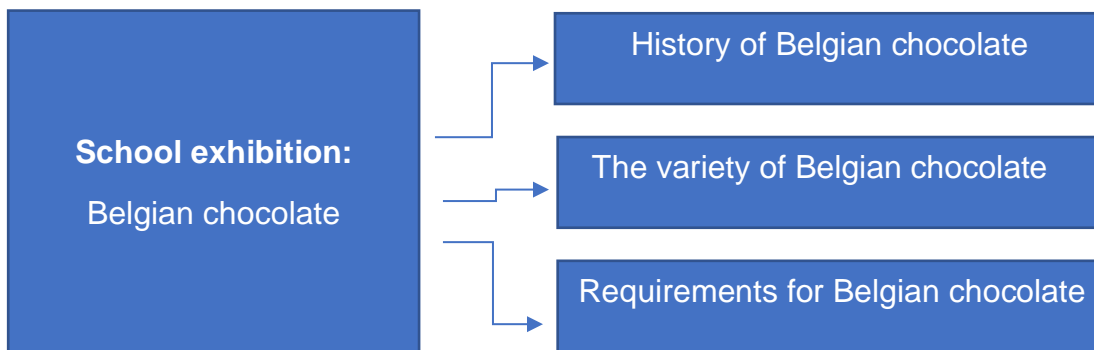 School exhibition:
Belgian chocolate
History of Belgian chocolate
The variety of Belgian chocolate
Requirements for Belgian chocolate